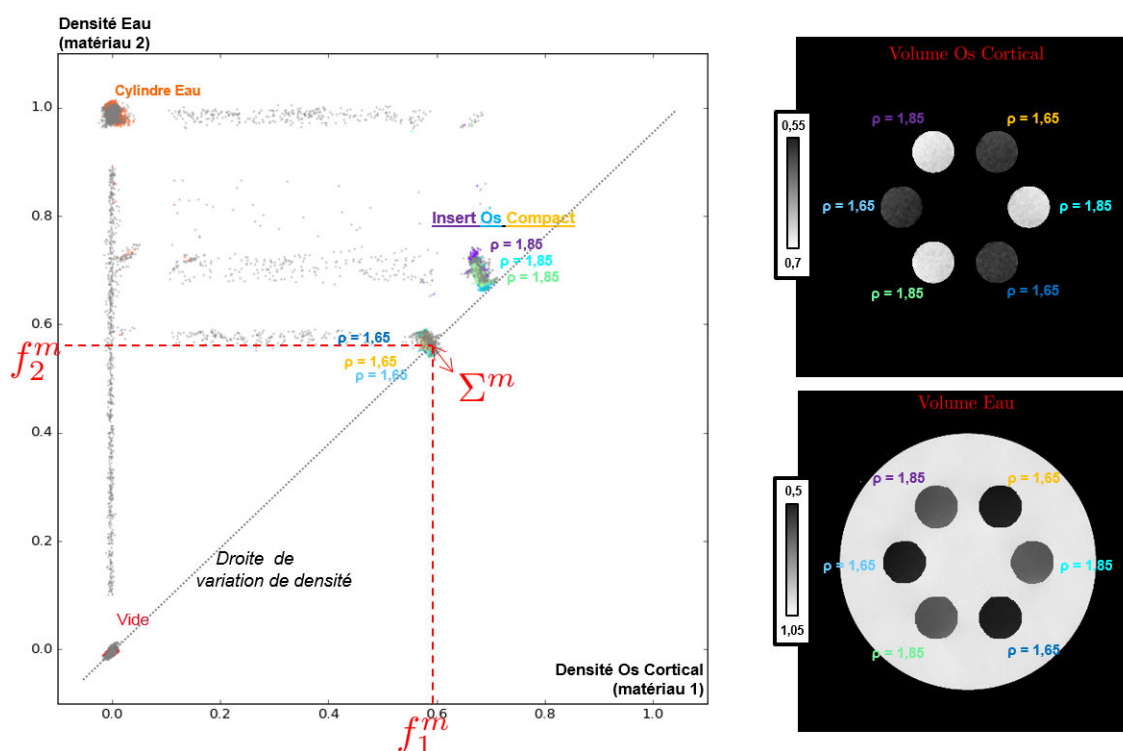 Densité Eau
(matériau 2)
Cylindre Eau
1.0
0.8
0.6
0.4
0.2
0.0
Insert Os Compact
ρ = 1,85
ρ = 1,85
ρ = 1,85
ρ = 1,65
ρ = 1,65
ρ = 1,65
f₂ᵐ
Σᵐ
Droite de
variation de densité
Vide
Densité Os Cortical
(matériau 1)
0.0 0.2 0.4 0.6 0.8 1.0
f₁ᵐ
Volume Os Cortical
0,55
0,7
ρ = 1,85
ρ = 1,65
ρ = 1,65
ρ = 1,85
ρ = 1,85
ρ = 1,65
Volume Eau
0,5
1,05
ρ = 1,85
ρ = 1,65
ρ = 1,65
ρ = 1,85
ρ = 1,85
ρ = 1,65